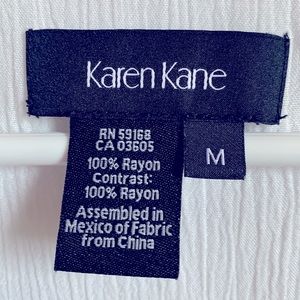 Karen Kane
RN 59168
CA 03605
100% Rayon
Contrast:
100% Rayon
Assembled in
Mexico of Fabric
from China
M